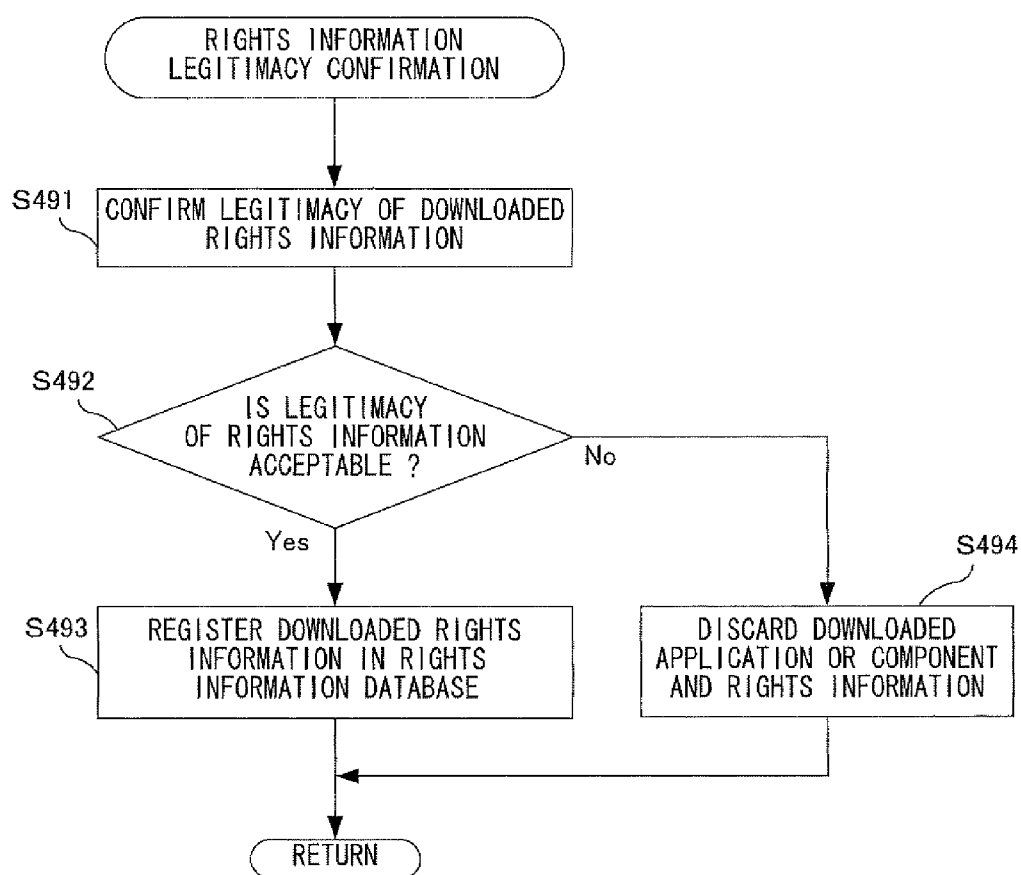 RIGHTS INFORMATION
LEGITIMACY CONFIRMATION
S491
CONFIRM LEGITIMACY OF DOWNLOADED
RIGHTS INFORMATION
S492
IS LEGITIMACY
OF RIGHTS INFORMATION
ACCEPTABLE ?
No
Yes
S493
REGISTER DOWNLOADED RIGHTS
INFORMATION IN RIGHTS
INFORMATION DATABASE
S494
DISCARD DOWNLOADED
APPLICATION OR COMPONENT
AND RIGHTS INFORMATION
RETURN